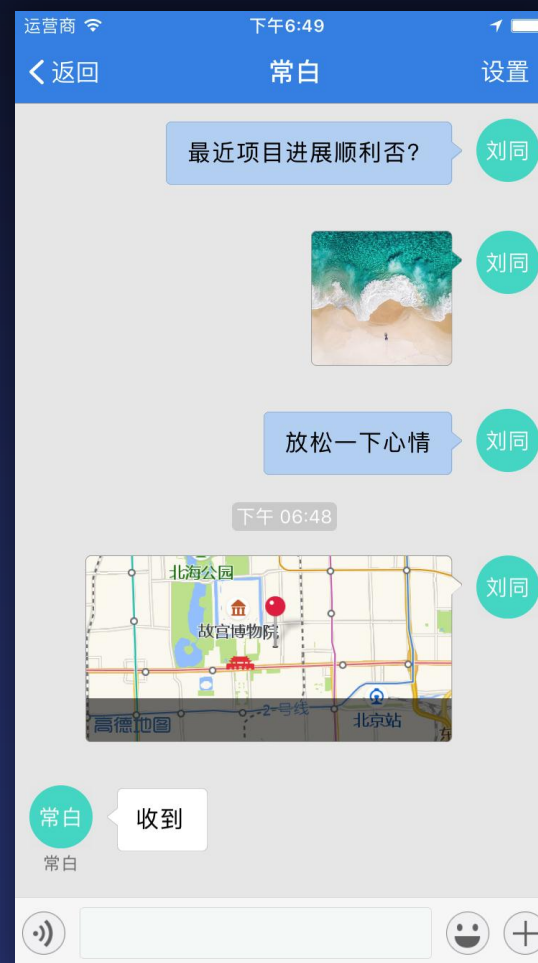 运营商 下午6:49
返回 常白 设置
最近项目进展顺利否? 刘同
刘同
放松一下心情 刘同
下午 06:48
刘同
北海公园
故宫博物院
2号线
高德地图 北京站
常白 收到
常白